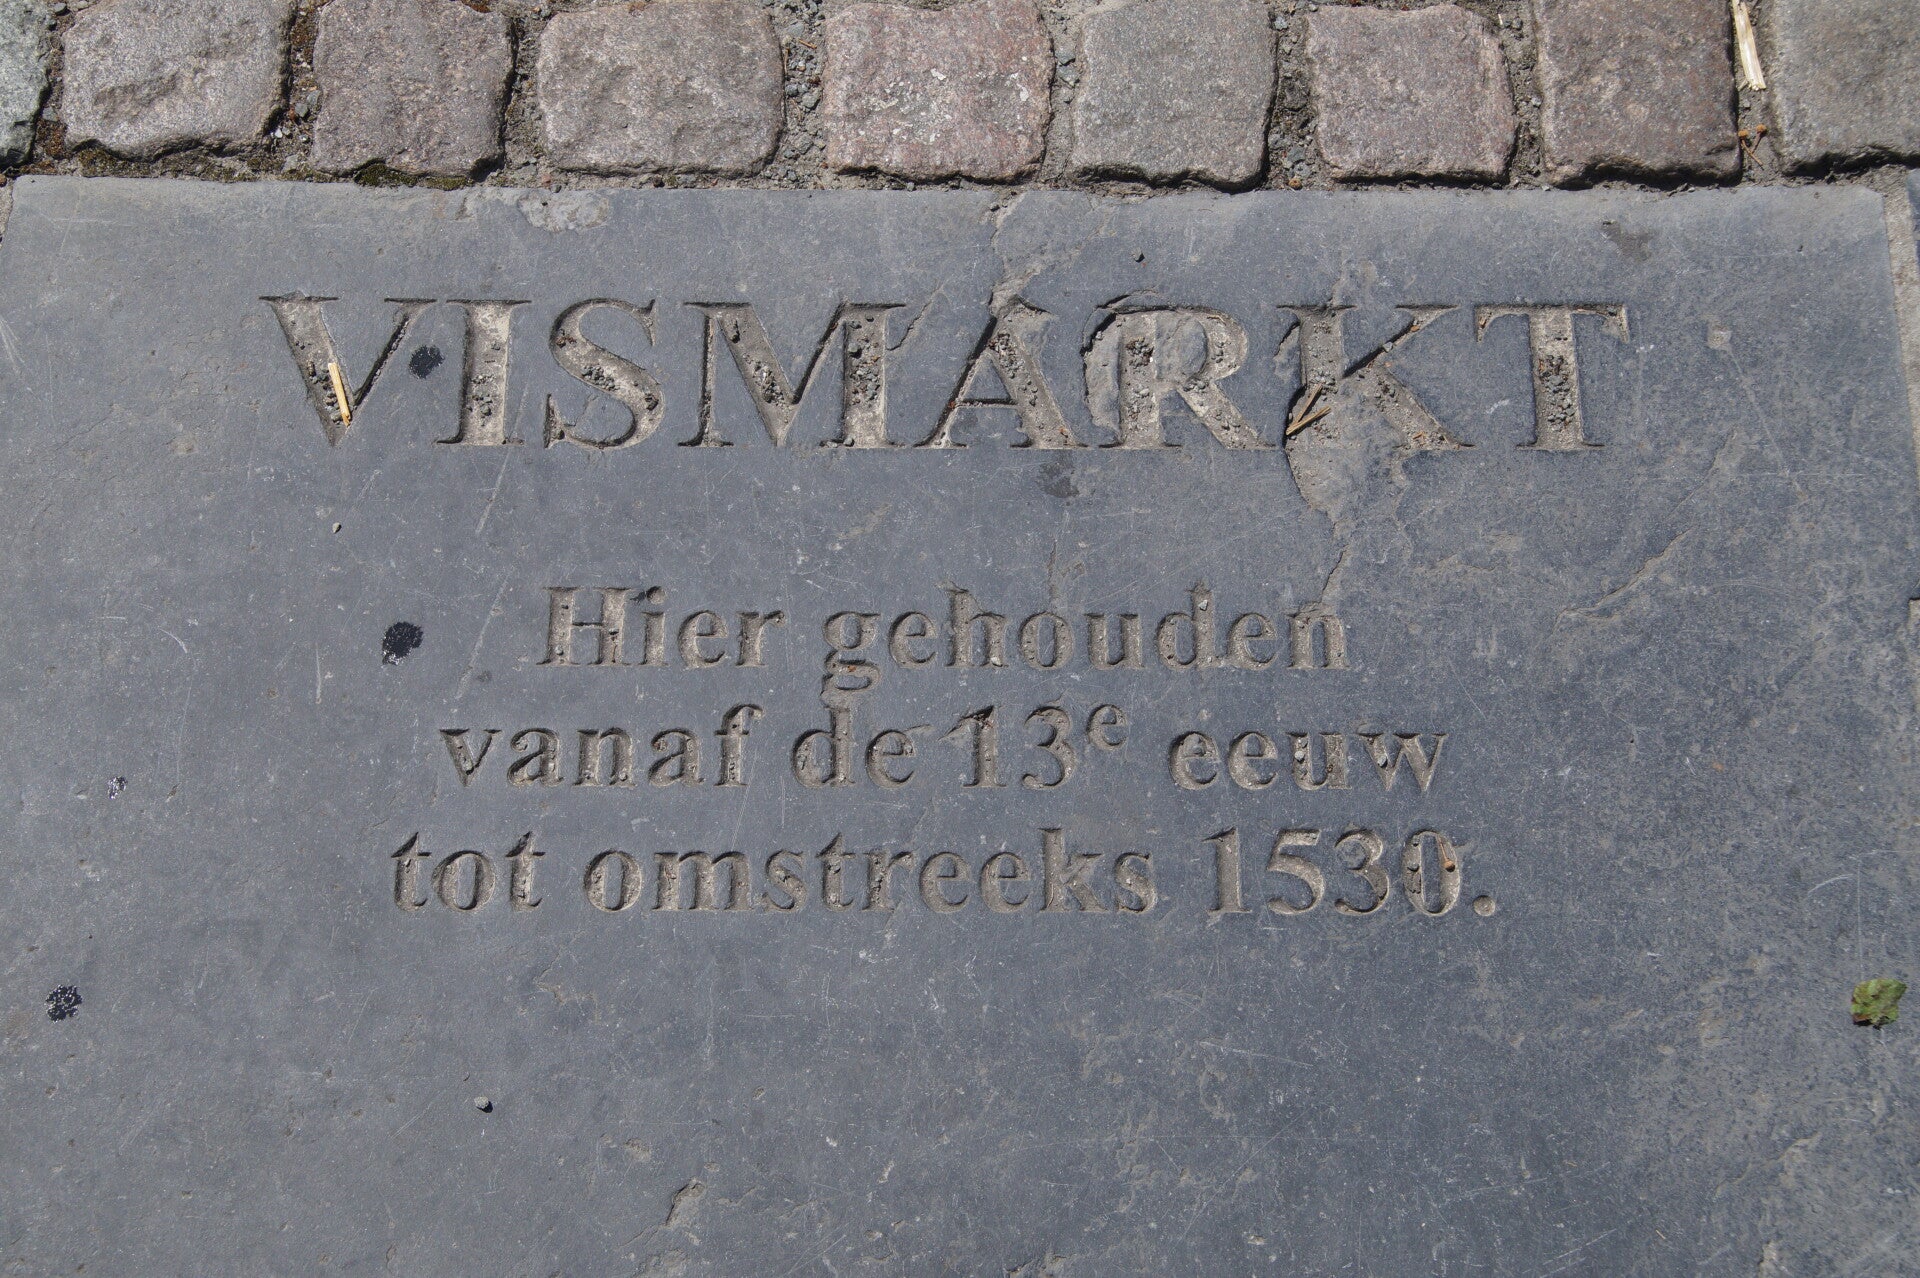 VISMARKT
Hier gehouden
vanaf de 13e eeuw
tot omstreeks 1530.